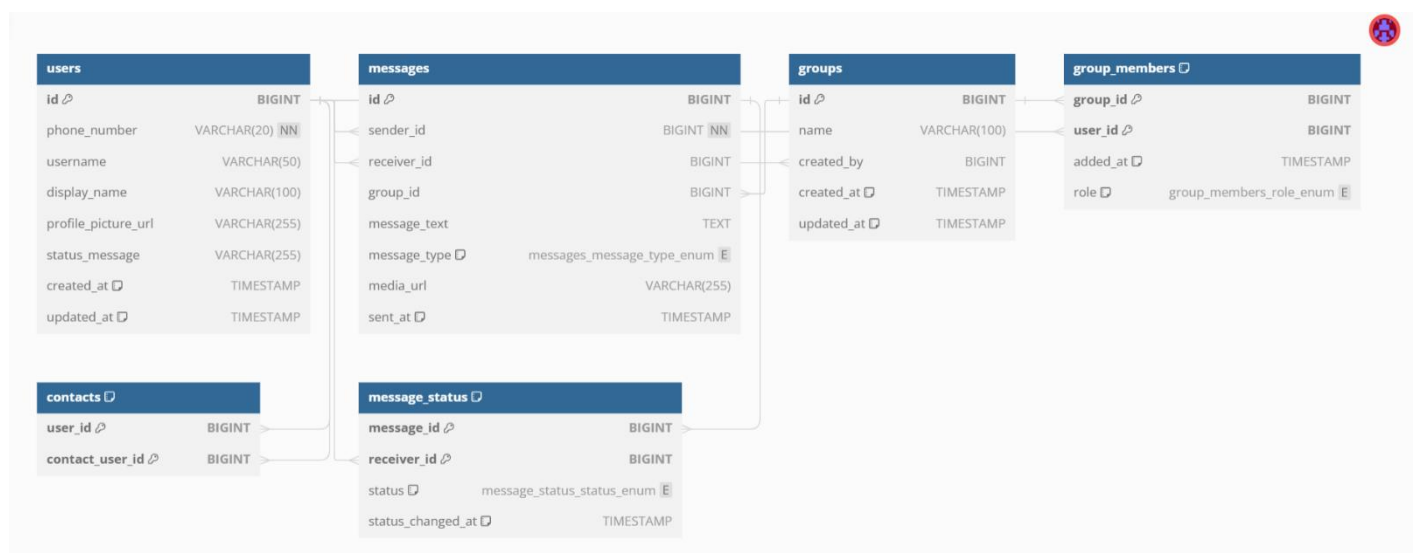 users
id BIGINT
phone_number VARCHAR(20) NN
username VARCHAR(50)
display_name VARCHAR(100)
profile_picture_url VARCHAR(255)
status_message VARCHAR(255)
created_at TIMESTAMP
updated_at TIMESTAMP
messages
id BIGINT
sender_id BIGINT NN
receiver_id BIGINT
group_id BIGINT
message_text TEXT
message_type messages_message_type_enum E
media_url VARCHAR(255)
sent_at TIMESTAMP
groups
id BIGINT
name VARCHAR(100)
created_by BIGINT
created_at TIMESTAMP
updated_at TIMESTAMP
group_members
group_id BIGINT
user_id BIGINT
added_at TIMESTAMP
role group_members_role_enum E
contacts
user_id BIGINT
contact_user_id BIGINT
message_status
message_id BIGINT
receiver_id BIGINT
status message_status_status_enum E
status_changed_at TIMESTAMP